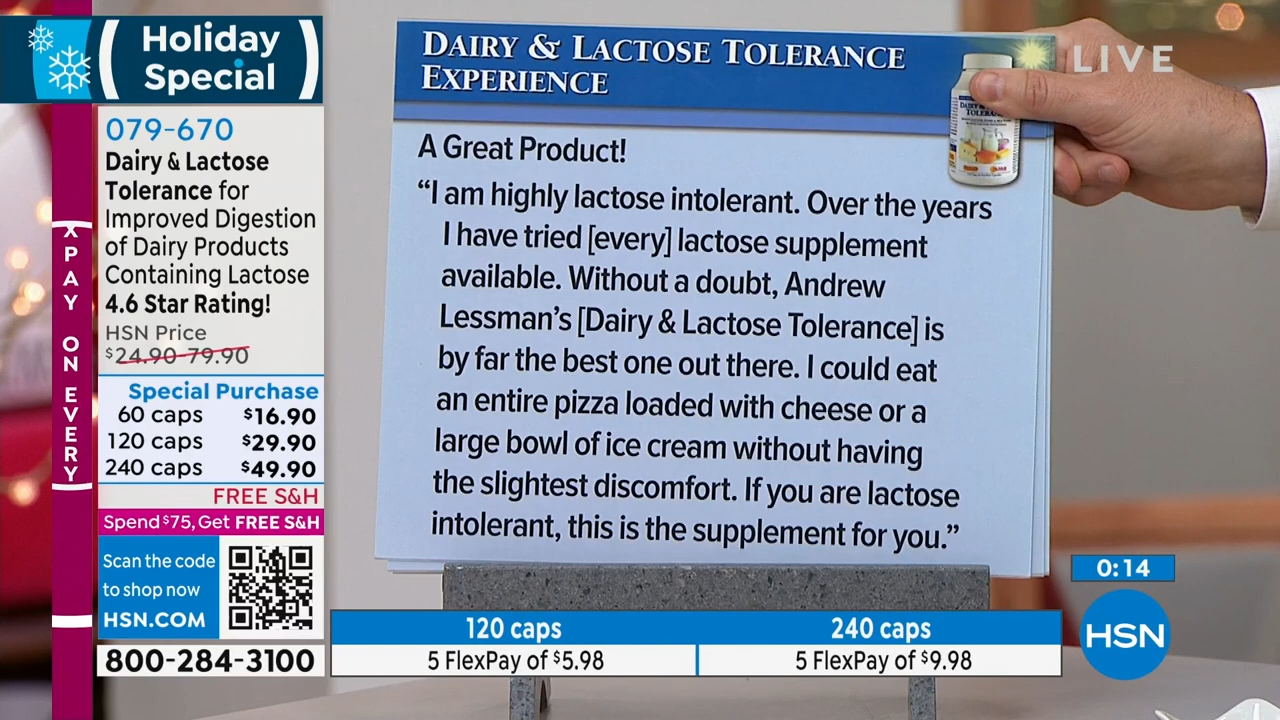 Holiday
Special
079-670
Dairy & Lactose
Tolerance for
Improved Digestion
of Dairy Products
Containing Lactose
4.6 Star Rating!
HSN Price
$24.90-79.90
Special Purchase
60 caps $16.90
120 caps $29.90
240 caps $49.90
FREE S&H
Spend $75, Get FREE S&H
Scan the code
to shop now
HSN.COM
800-284-3100
XPAY ON EVERY
DAIRY & LACTOSE TOLERANCE
EXPERIENCE
A Great Product!
“I am highly lactose intolerant. Over the years
I have tried [every] lactose supplement
available. Without a doubt, Andrew
Lessman’s [Dairy & Lactose Tolerance] is
by far the best one out there. I could eat
an entire pizza loaded with cheese or a
large bowl of ice cream without having
the slightest discomfort. If you are lactose
intolerant, this is the supplement for you.”
LIVE
0:14
HSN
120 caps 240 caps
5 FlexPay of $5.98 5 FlexPay of $9.98